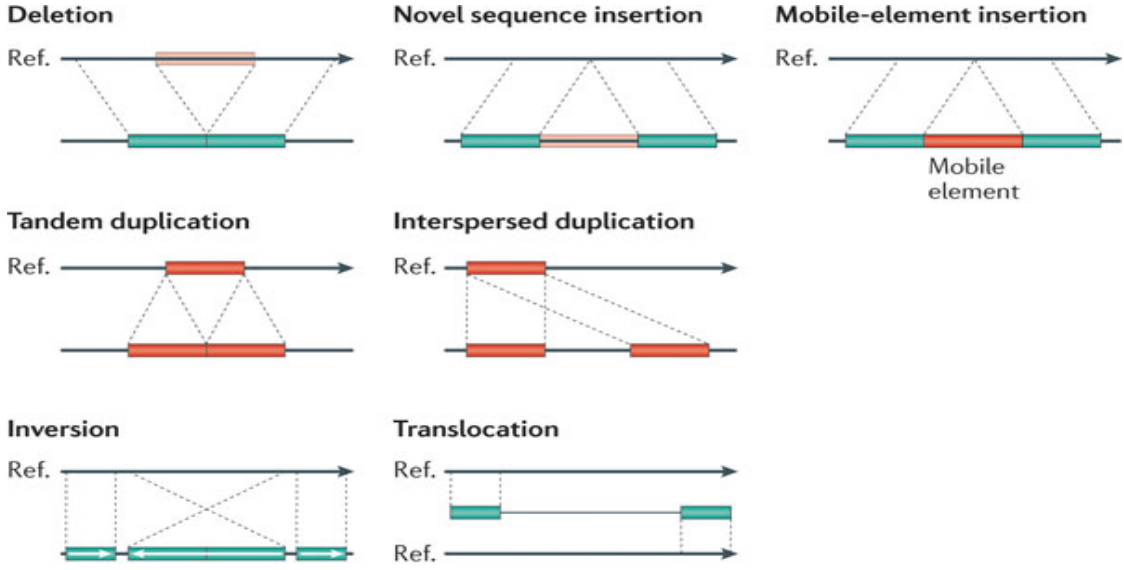 Deletion
Novel sequence insertion
Mobile-element insertion
Ref.
Ref.
Ref.
Mobile
element
Tandem duplication
Interspersed duplication
Ref.
Ref.
Inversion
Translocation
Ref.
Ref.
Ref.